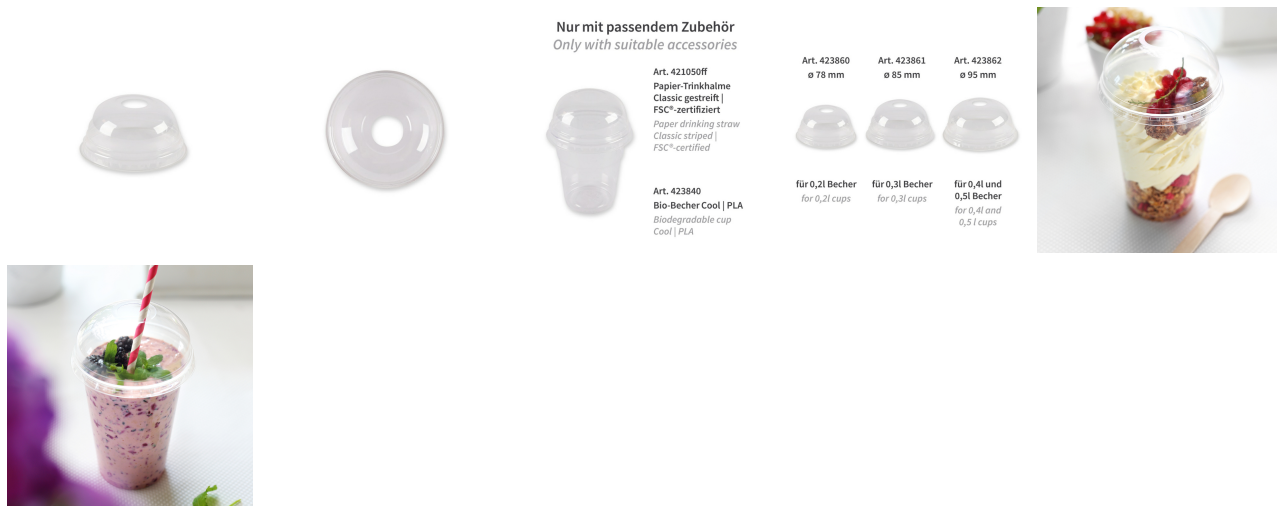 Nur mit passendem Zubehör
Only with suitable accessories
Art. 421050ff
Papier-Trinkhalme
Classic gestreift |
FSC®-zertifiziert
Paper drinking straw
Classic striped |
FSC®-certified
Art. 423840
Bio-Becher Cool | PLA
Biodegradable cup
Cool | PLA
Art. 423860
ø 78 mm
für 0,2l Becher
for 0,2l cups
Art. 423861
ø 85 mm
für 0,3l Becher
for 0,3l cups
Art. 423862
ø 95 mm
für 0,4l und
0,5l Becher
for 0,4l and
0,5 l cups